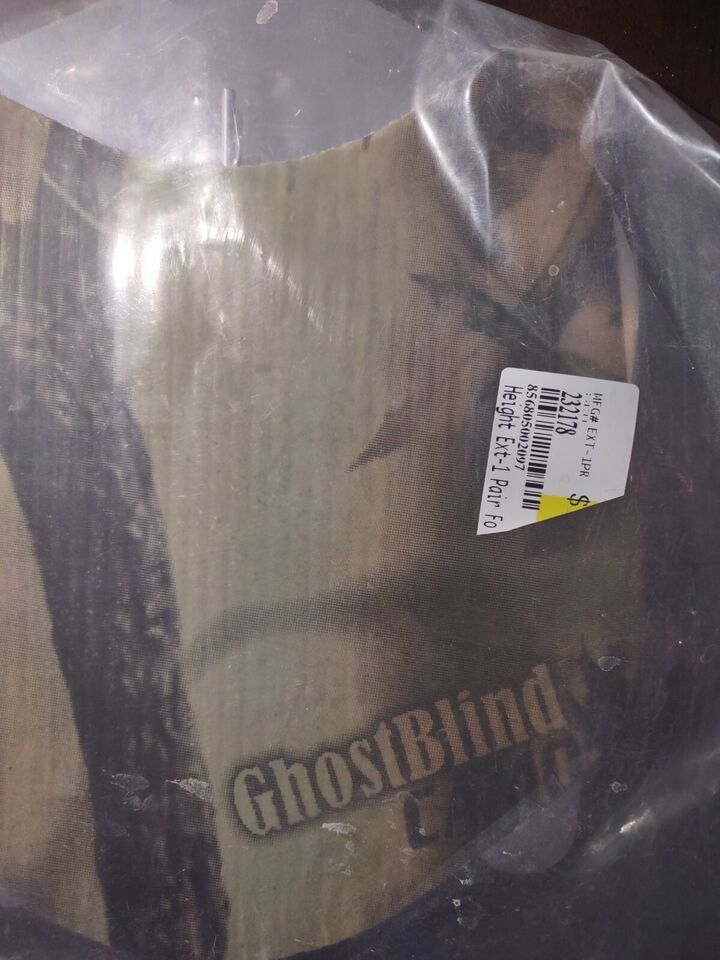 MFG# EXT-1PR
232178
$
856805002097
Height Ext-1 Pair Fo
GhostBlind